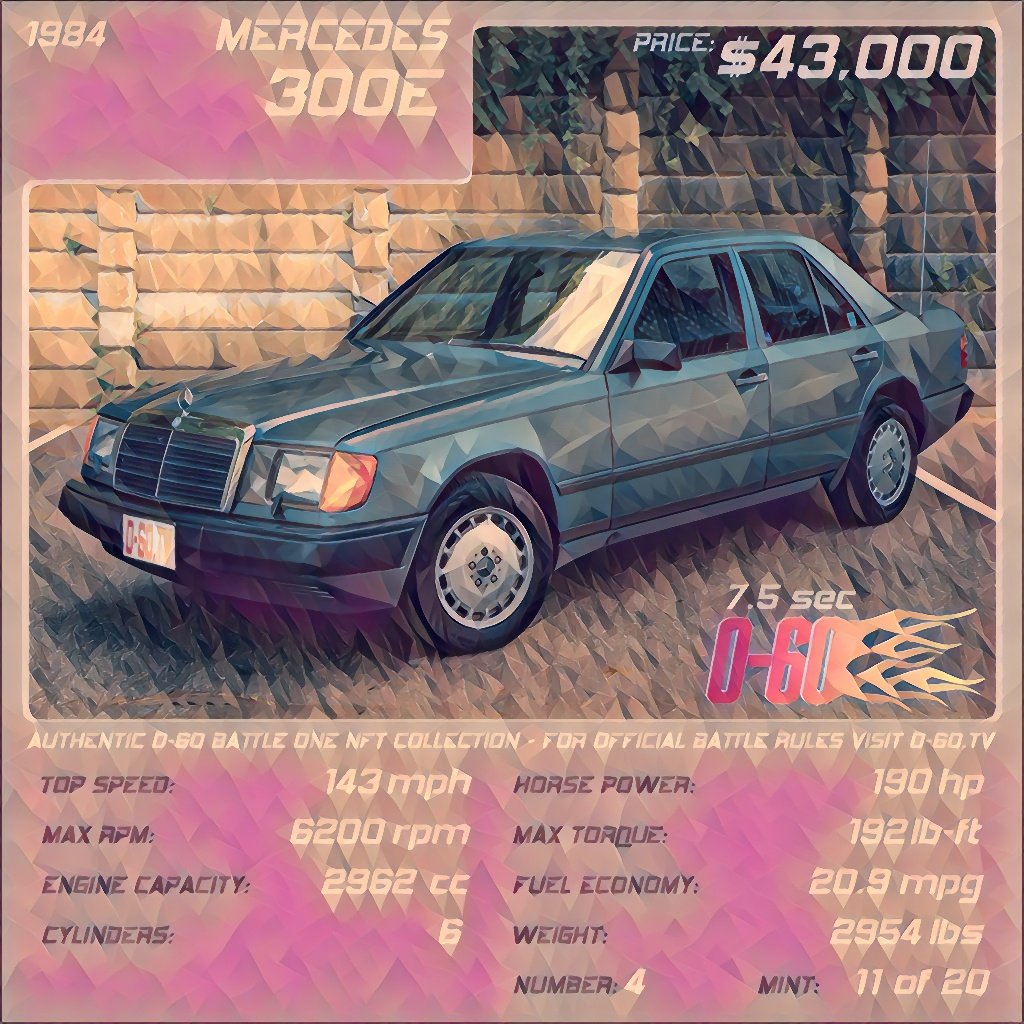 1984
MERCEDES
300E
PRICE: $43,000
0-60.TV
7.5 sec
0-60
AUTHENTIC 0-60 BATTLE ONE NFT COLLECTION - FOR OFFICIAL BATTLE RULES VISIT 0-60.TV
TOP SPEED: 143 mph
HORSE POWER: 190 hp
MAX RPM: 6200 rpm
MAX TORQUE: 192 lb-ft
ENGINE CAPACITY: 2962 cc
FUEL ECONOMY: 20.9 mpg
CYLINDERS: 6
WEIGHT: 2954 lbs
NUMBER: 4
MINT: 11 of 20